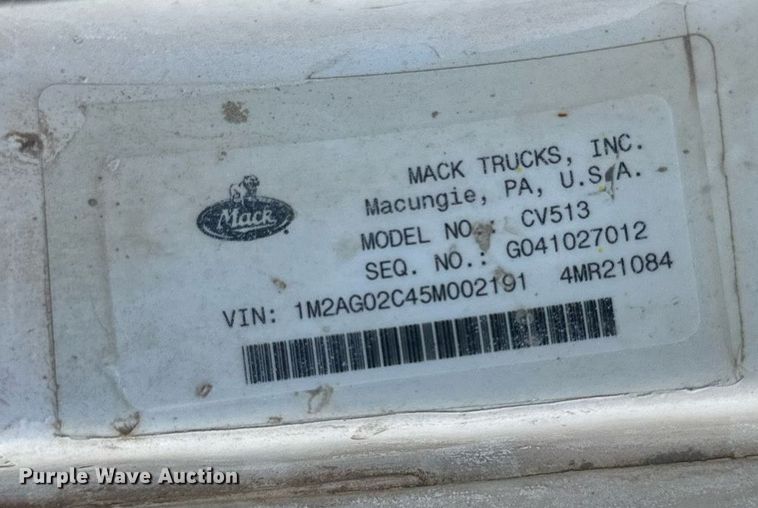 MACK TRUCKS, INC.
Macungie, PA, U.S.A.
Mack
MODEL NO.: CV513
SEQ. NO.: G041027012
VIN: 1M2AG02C45M002191 4MR21084
Purple Wave Auction